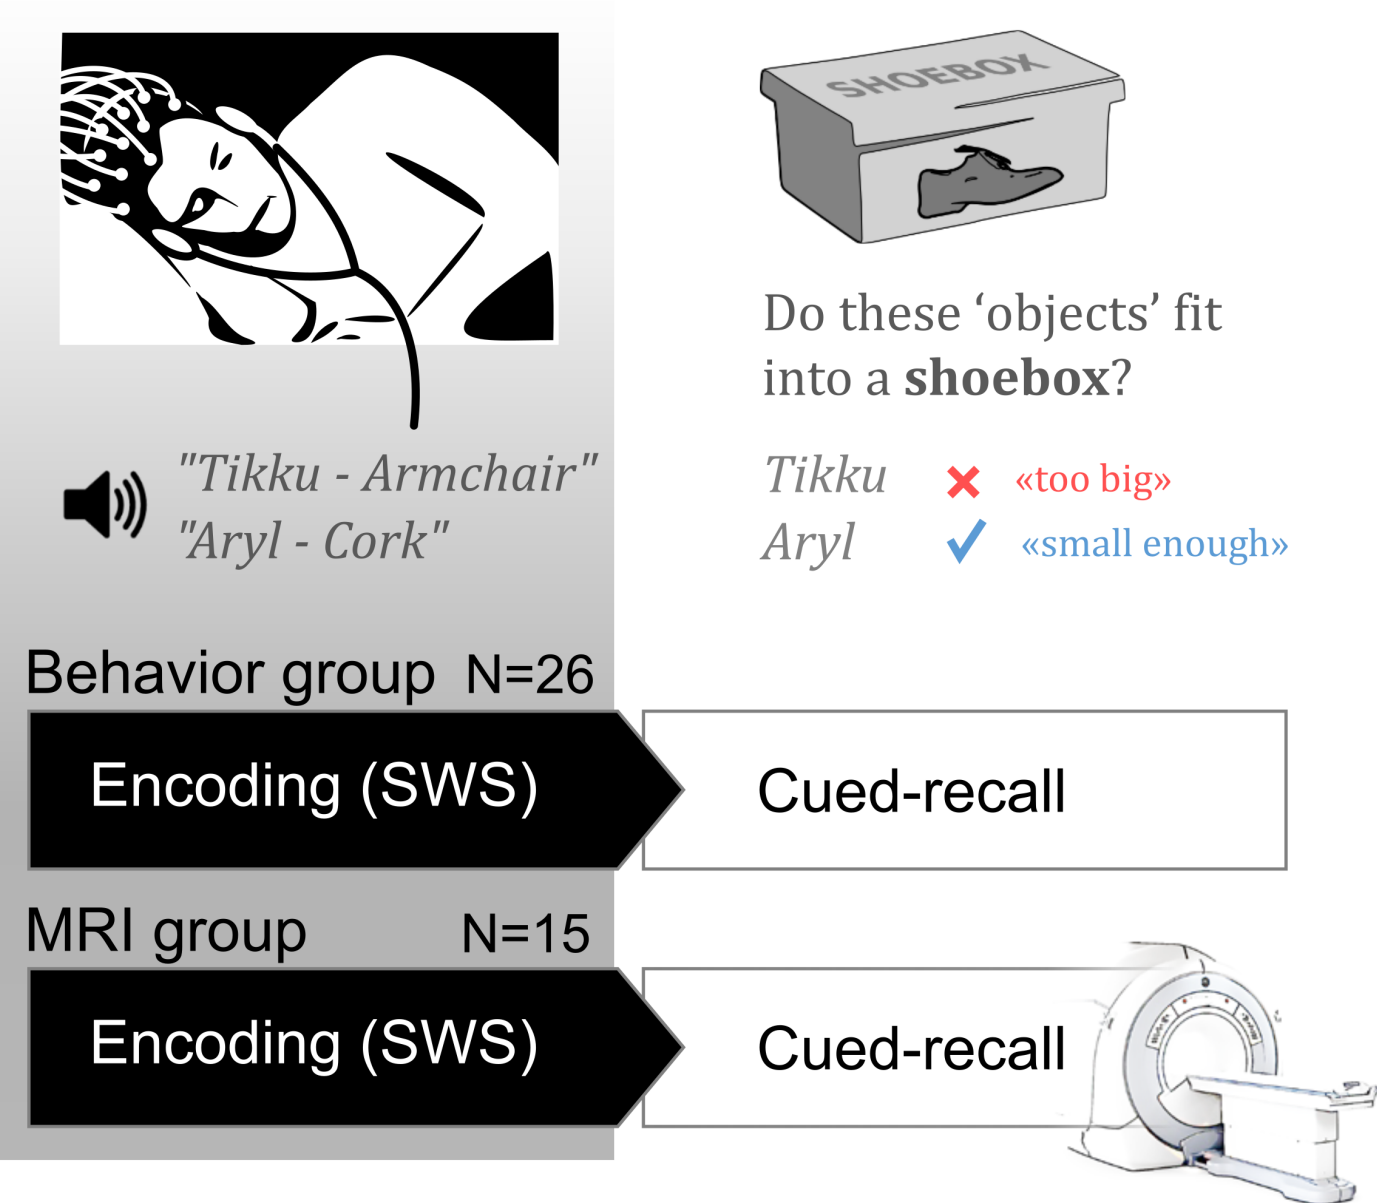 SHOEBOX
Do these ‘objects’ fit
into a shoebox?
"Tikku - Armchair"
"Aryl - Cork"
Tikku «too big»
Aryl «small enough»
Behavior group N=26
Encoding (SWS)
Cued-recall
MRI group N=15
Encoding (SWS)
Cued-recall